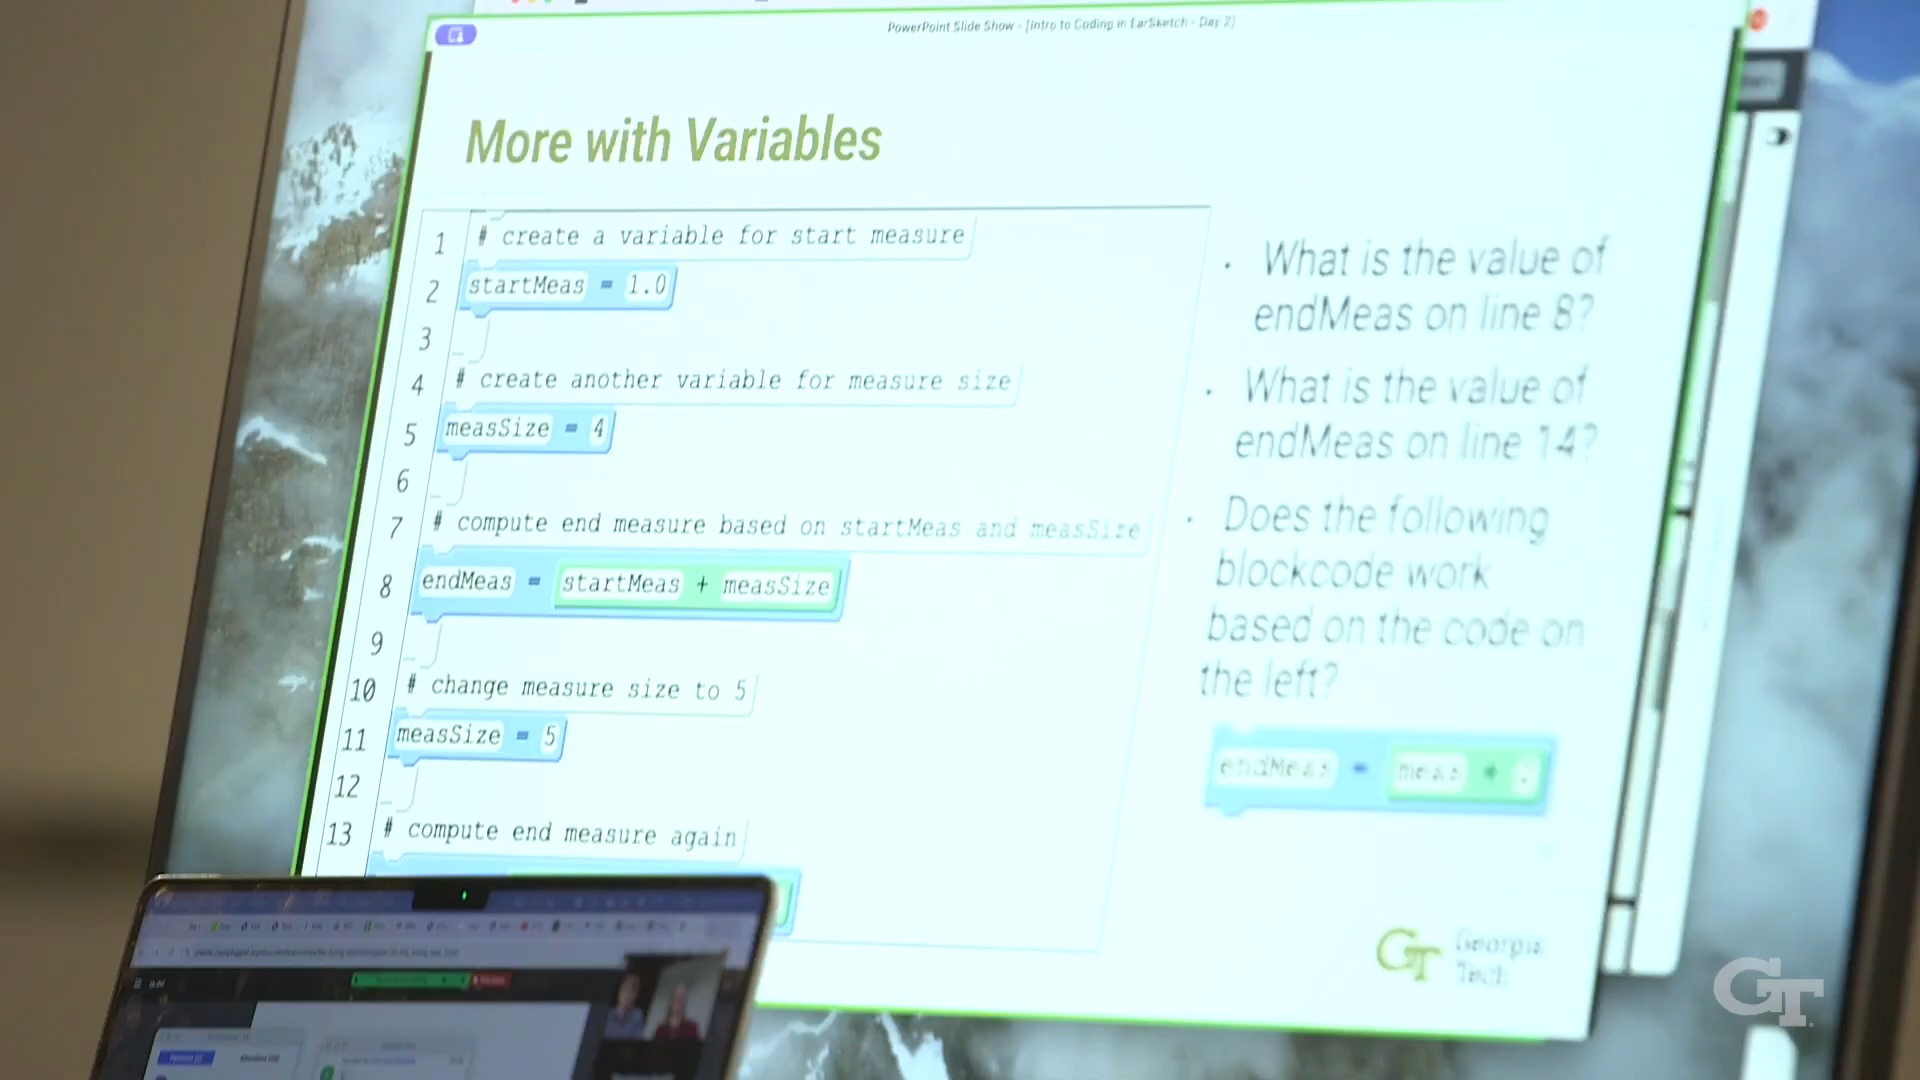 PowerPoint Slide Show - [Intro to Coding in EarSketch - Day 2]
More with Variables
1 # create a variable for start measure
2 startMeas = 1.0
3
4 # create another variable for measure size
5 measSize = 4
6
7 # compute end measure based on startMeas and measSize
8 endMeas = startMeas + measSize
9
10 # change measure size to 5
11 measSize = 5
12
13 # compute end measure again
• What is the value of
endMeas on line 8?
• What is the value of
endMeas on line 14?
• Does the following
blockcode work
based on the code on
the left?
endMeas = meas +
GT Georgia
Tech
GT